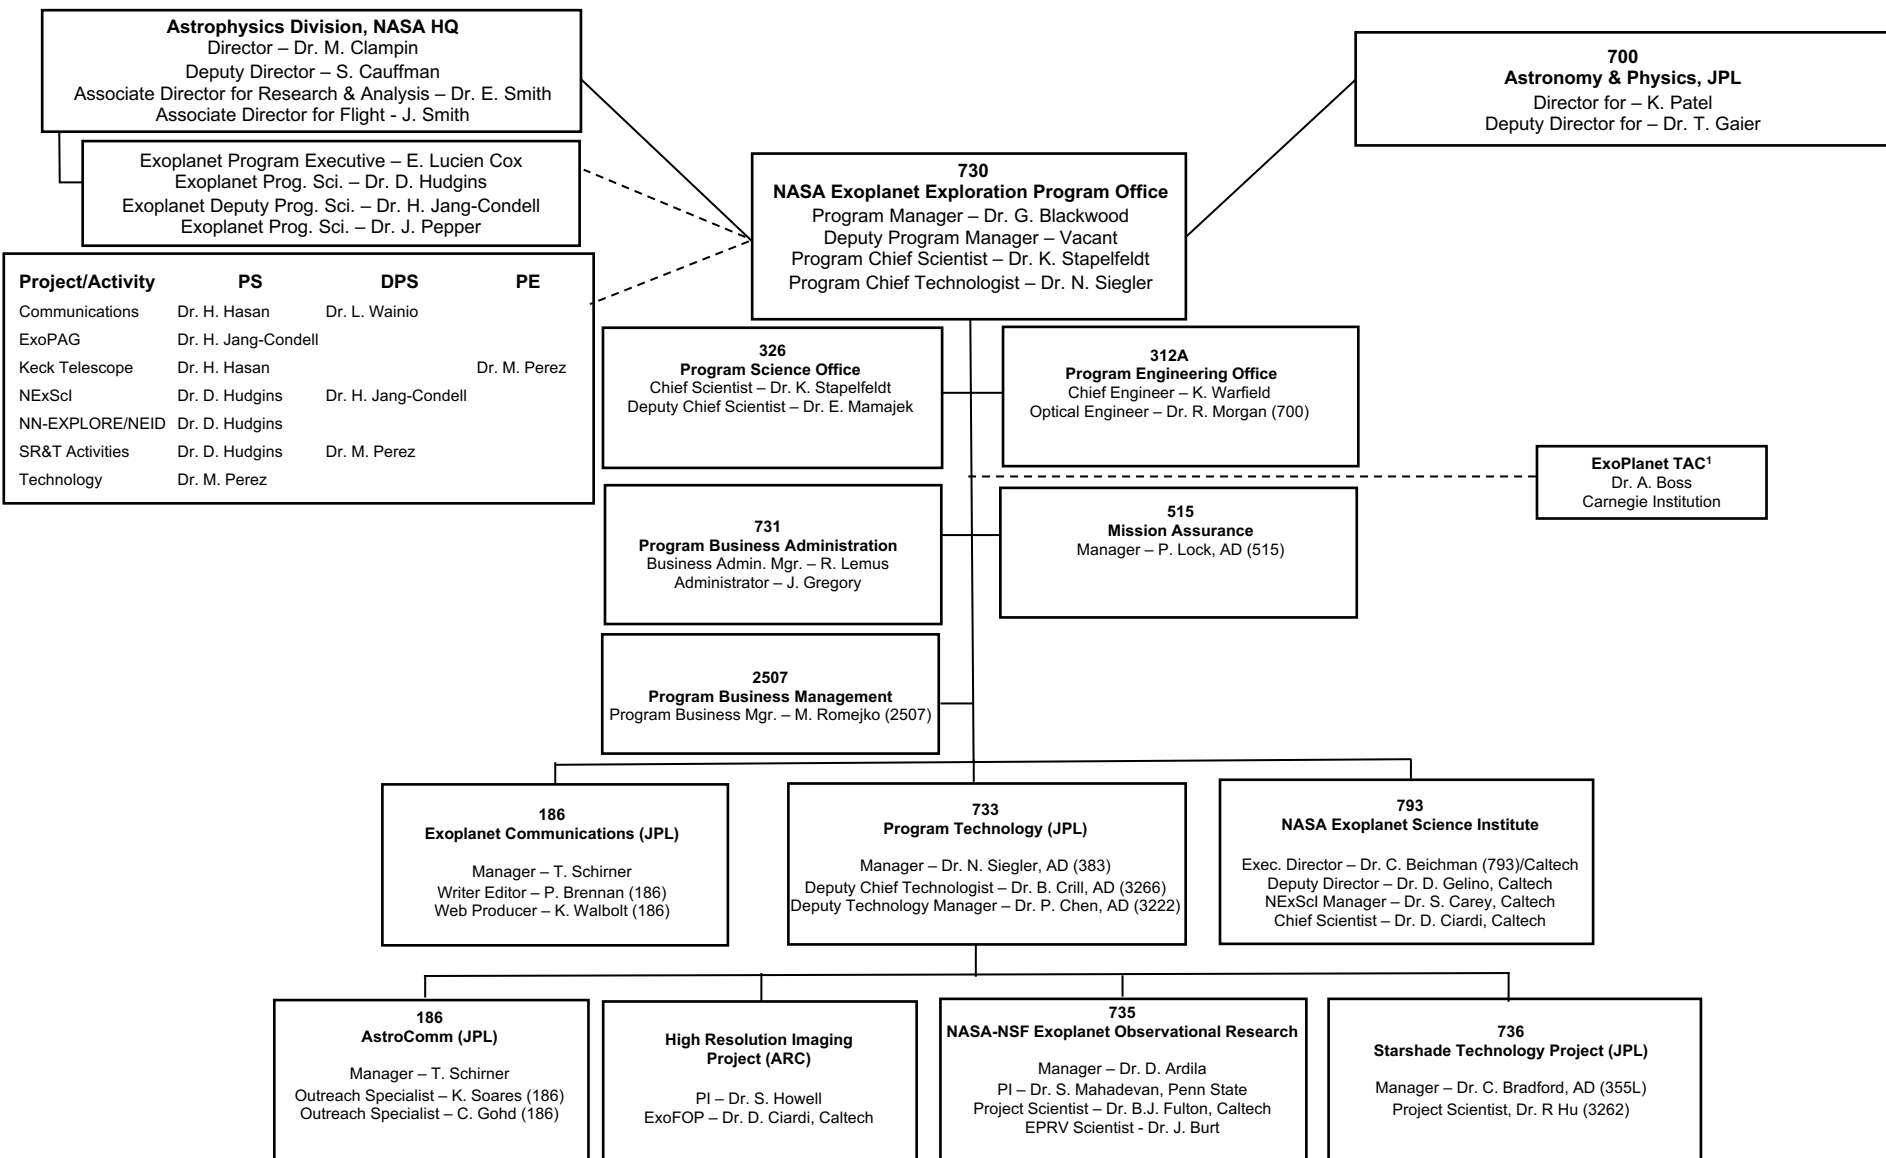 Astrophysics Division, NASA HQ
Director – Dr. M. Clampin
Deputy Director – S. Cauffman
Associate Director for Research & Analysis – Dr. E. Smith
Associate Director for Flight - J. Smith
700
Astronomy & Physics, JPL
Director for – K. Patel
Deputy Director for – Dr. T. Gaier
Exoplanet Program Executive – E. Lucien Cox
Exoplanet Prog. Sci. – Dr. D. Hudgins
Exoplanet Deputy Prog. Sci. – Dr. H. Jang-Condell
Exoplanet Prog. Sci. – Dr. J. Pepper
730
NASA Exoplanet Exploration Program Office
Program Manager – Dr. G. Blackwood
Deputy Program Manager – Vacant
Program Chief Scientist – Dr. K. Stapelfeldt
Program Chief Technologist – Dr. N. Siegler
Project/Activity PS DPS PE
Communications Dr. H. Hasan Dr. L. Wainio
ExoPAG Dr. H. Jang-Condell
Keck Telescope Dr. H. Hasan Dr. M. Perez
NExScI Dr. D. Hudgins Dr. H. Jang-Condell
NN-EXPLORE/NEID Dr. D. Hudgins
SR&T Activities Dr. D. Hudgins Dr. M. Perez
Technology Dr. M. Perez
326
Program Science Office
Chief Scientist – Dr. K. Stapelfeldt
Deputy Chief Scientist – Dr. E. Mamajek
312A
Program Engineering Office
Chief Engineer – K. Warfield
Optical Engineer – Dr. R. Morgan (700)
ExoPlanet TAC¹
Dr. A. Boss
Carnegie Institution
731
Program Business Administration
Business Admin. Mgr. – R. Lemus
Administrator – J. Gregory
515
Mission Assurance
Manager – P. Lock, AD (515)
2507
Program Business Management
Program Business Mgr. – M. Romejko (2507)
186
Exoplanet Communications (JPL)
Manager – T. Schirner
Writer Editor – P. Brennan (186)
Web Producer – K. Walbolt (186)
733
Program Technology (JPL)
Manager – Dr. N. Siegler, AD (383)
Deputy Chief Technologist – Dr. B. Crill, AD (3266)
Deputy Technology Manager – Dr. P. Chen, AD (3222)
793
NASA Exoplanet Science Institute
Exec. Director – Dr. C. Beichman (793)/Caltech
Deputy Director – Dr. D. Gelino, Caltech
NExScI Manager – Dr. S. Carey, Caltech
Chief Scientist – Dr. D. Ciardi, Caltech
186
AstroComm (JPL)
Manager – T. Schirner
Outreach Specialist – K. Soares (186)
Outreach Specialist – C. Gohd (186)
High Resolution Imaging
Project (ARC)
PI – Dr. S. Howell
ExoFOP – Dr. D. Ciardi, Caltech
735
NASA-NSF Exoplanet Observational Research
Manager – Dr. D. Ardila
PI – Dr. S. Mahadevan, Penn State
Project Scientist – Dr. B.J. Fulton, Caltech
EPRV Scientist - Dr. J. Burt
736
Starshade Technology Project (JPL)
Manager – Dr. C. Bradford, AD (355L)
Project Scientist, Dr. R Hu (3262)